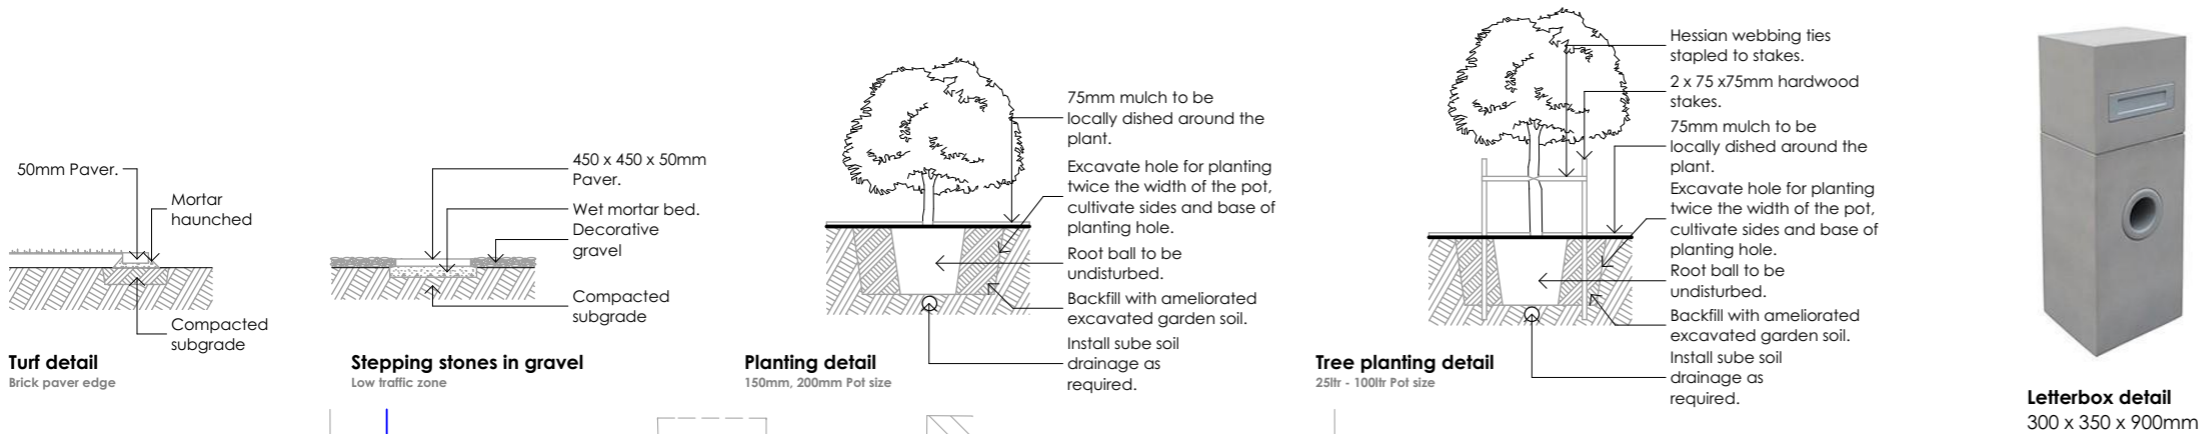 50mm Paver.
Mortar
haunched
Compacted
subgrade
Turf detail
Brick paver edge
450 x 450 x 50mm
Paver.
Wet mortar bed.
Decorative
gravel
Compacted
subgrade
Stepping stones in gravel
Low traffic zone
75mm mulch to be
locally dished around the
plant.
Excavate hole for planting
twice the width of the pot,
cultivate sides and base of
planting hole.
Root ball to be
undisturbed.
Backfill with ameliorated
excavated garden soil.
Install sube soil
drainage as
required.
Planting detail
150mm, 200mm Pot size
Hessian webbing ties
stapled to stakes.
2 x 75 x75mm hardwood
stakes.
75mm mulch to be
locally dished around the
plant.
Excavate hole for planting
twice the width of the pot,
cultivate sides and base of
planting hole.
Root ball to be
undisturbed.
Backfill with ameliorated
excavated garden soil.
Install sube soil
drainage as
required.
Tree planting detail
25ltr - 100ltr Pot size
Letterbox detail
300 x 350 x 900mm